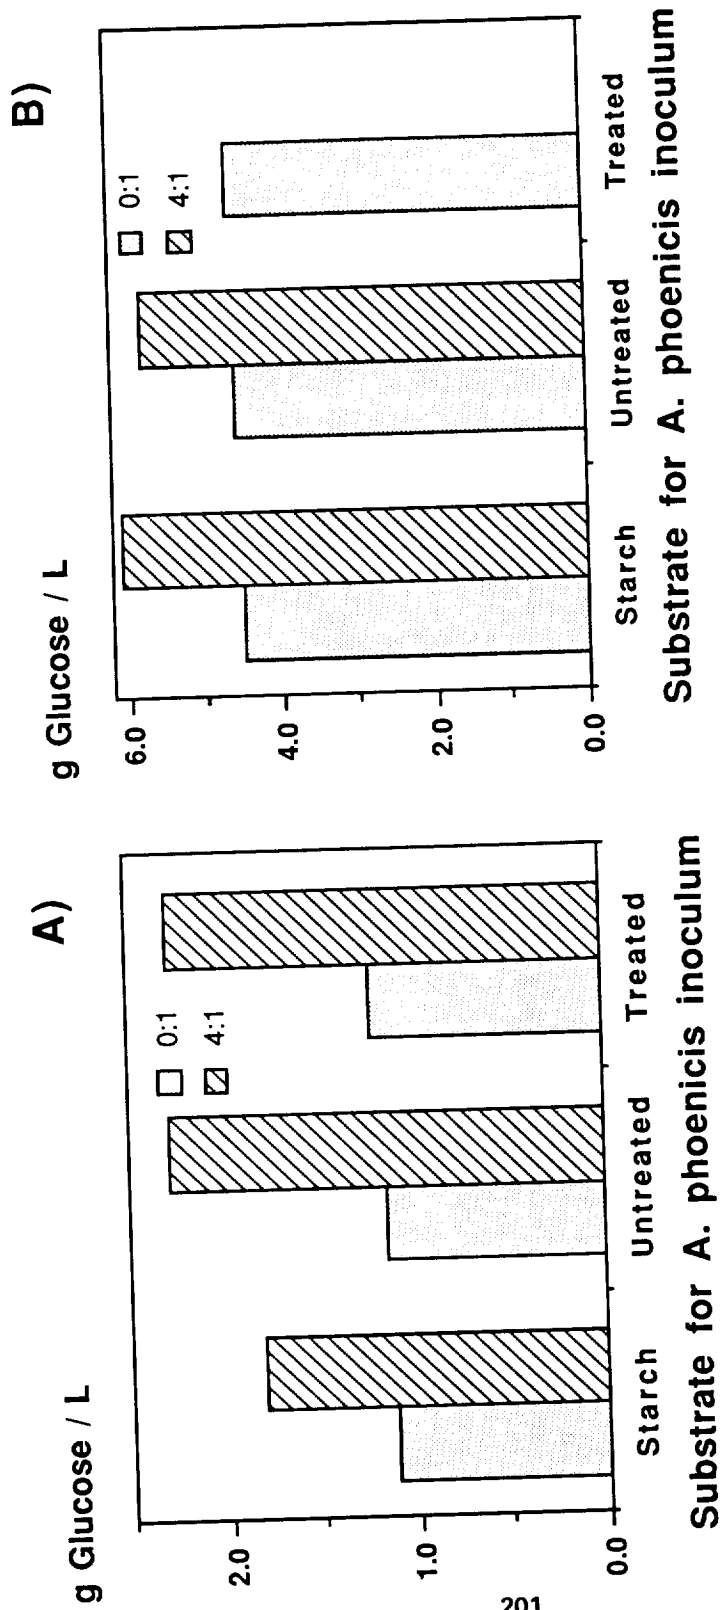 A)
g Glucose / L
0:1
4:1
2.0
1.0
0.0
Starch
Untreated
Treated
Substrate for A. phoenicis inoculum
B)
g Glucose / L
0:1
4:1
6.0
4.0
2.0
0.0
Starch
Untreated
Treated
Substrate for A. phoenicis inoculum
201